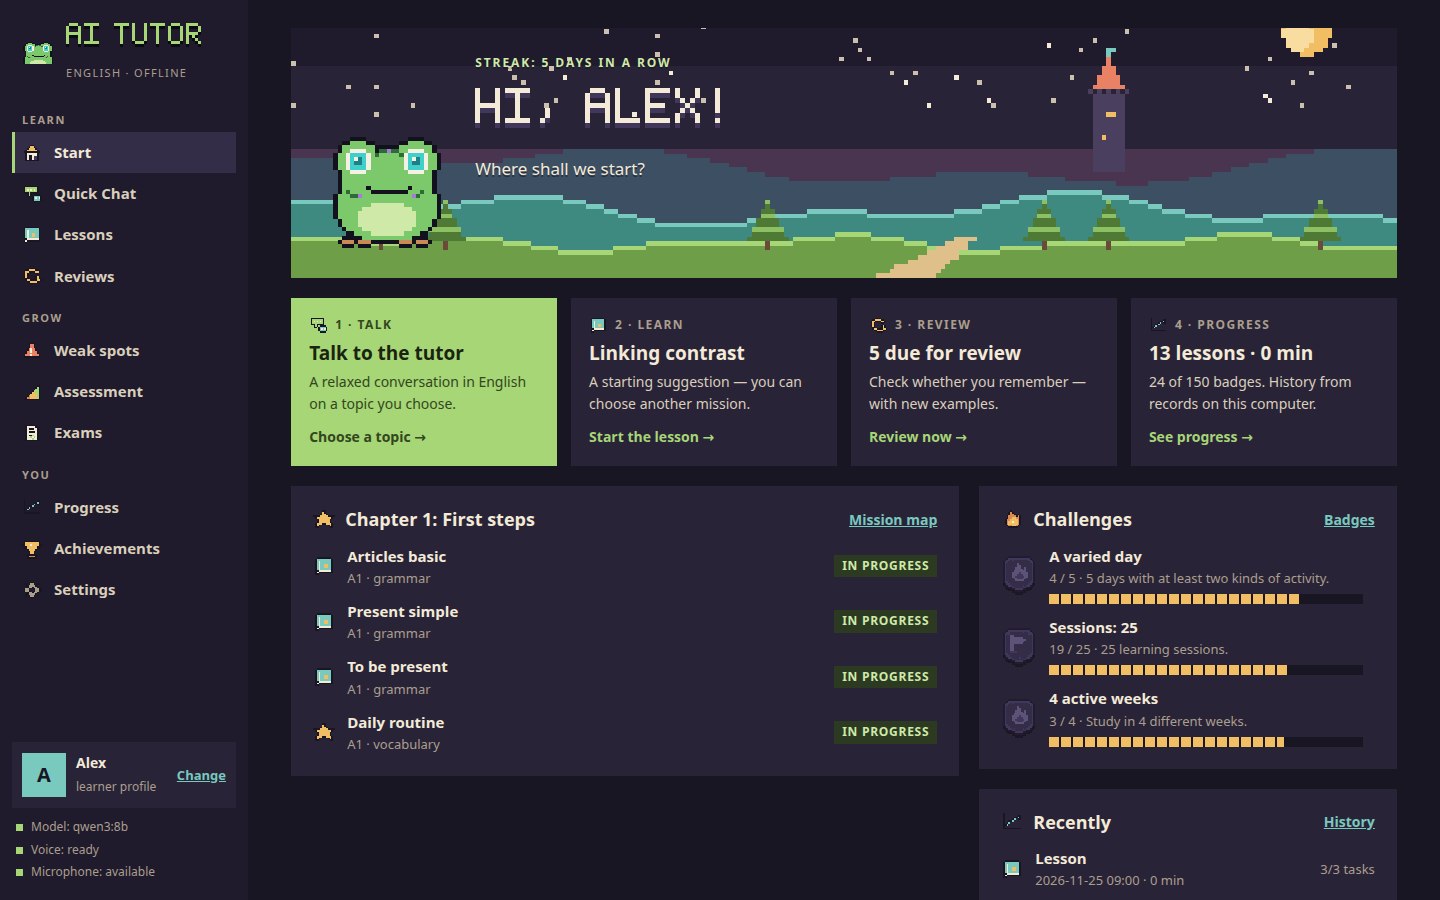 AI TUTOR
ENGLISH · OFFLINE
LEARN
Start
Quick Chat
Lessons
Reviews
GROW
Weak spots
Assessment
Exams
YOU
Progress
Achievements
Settings
A
Alex
learner profile
Change
Model: qwen3:8b
Voice: ready
Microphone: available
STREAK: 5 DAYS IN A ROW
HI, ALEX!
Where shall we start?
1 · TALK
Talk to the tutor
A relaxed conversation in English
on a topic you choose.
Choose a topic →
2 · LEARN
Linking contrast
A starting suggestion — you can
choose another mission.
Start the lesson →
3 · REVIEW
5 due for review
Check whether you remember —
with new examples.
Review now →
4 · PROGRESS
13 lessons · 0 min
24 of 150 badges. History from
records on this computer.
See progress →
Chapter 1: First steps
Mission map
Articles basic
A1 · grammar
IN PROGRESS
Present simple
A1 · grammar
IN PROGRESS
To be present
A1 · grammar
IN PROGRESS
Daily routine
A1 · vocabulary
IN PROGRESS
Challenges
Badges
A varied day
4 / 5 · 5 days with at least two kinds of activity.
Sessions: 25
19 / 25 · 25 learning sessions.
4 active weeks
3 / 4 · Study in 4 different weeks.
Recently
History
Lesson
2026-11-25 09:00 · 0 min
3/3 tasks